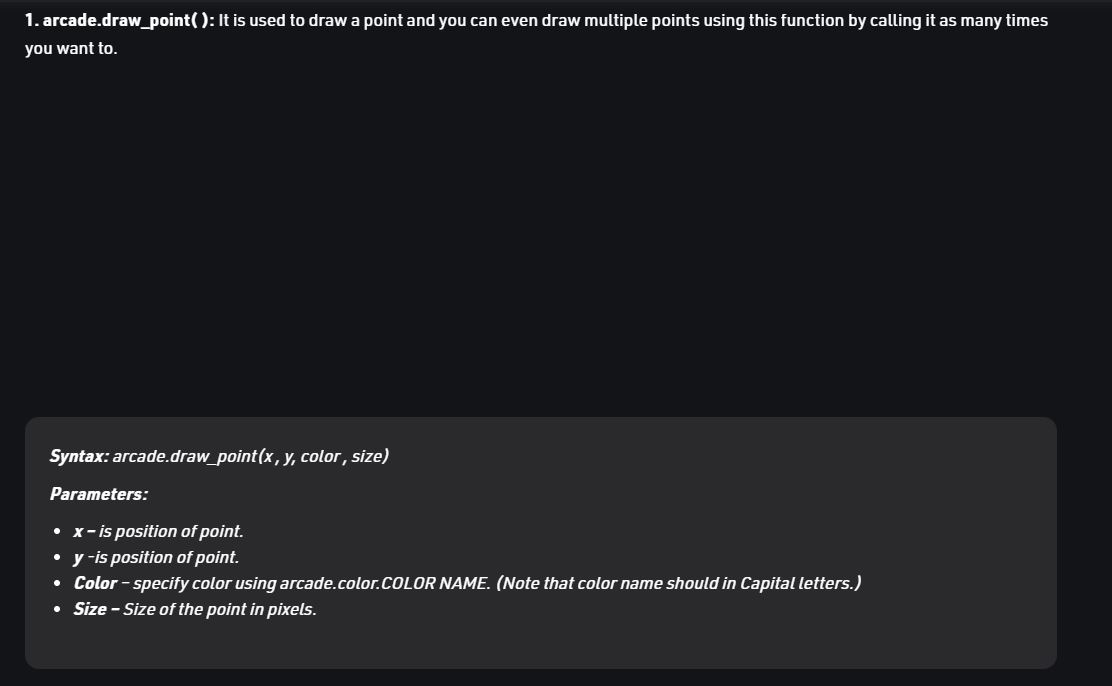 1. arcade.draw_point( ): It is used to draw a point and you can even draw multiple points using this function by calling it as many times
you want to.
Syntax: arcade.draw_point(x , y, color , size)
Parameters:
• x – is position of point.
• y -is position of point.
• Color – specify color using arcade.color.COLOR NAME. (Note that color name should in Capital letters.)
• Size – Size of the point in pixels.